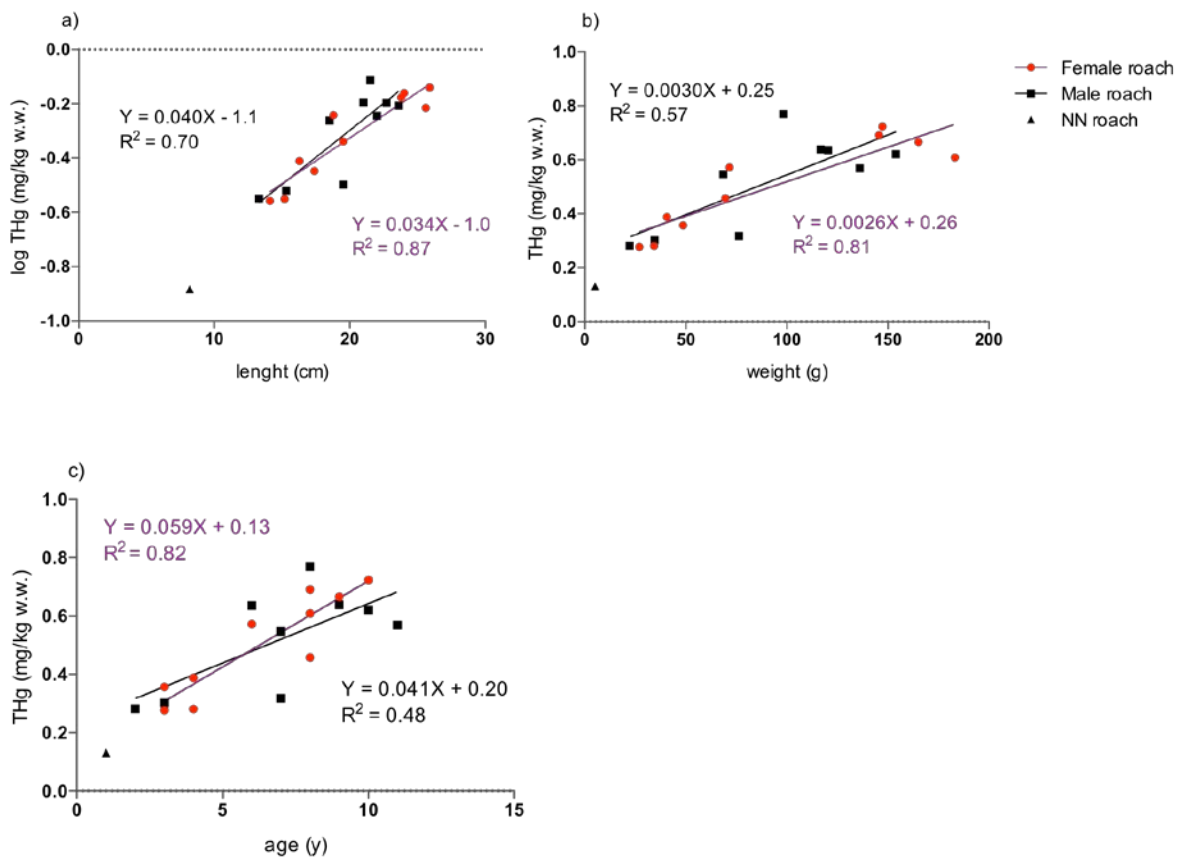 a)
0.0
-0.2
-0.4
-0.6
-0.8
-1.0
log THg (mg/kg w.w.)
Y = 0.040X - 1.1
R² = 0.70
Y = 0.034X - 1.0
R² = 0.87
0
10
20
30
lenght (cm)
b)
1.0
0.8
0.6
0.4
0.2
0.0
THg (mg/kg w.w.)
Y = 0.0030X + 0.25
R² = 0.57
Y = 0.0026X + 0.26
R² = 0.81
0
50
100
150
200
weight (g)
Female roach
Male roach
NN roach
c)
1.0
0.8
0.6
0.4
0.2
0.0
THg (mg/kg w.w.)
Y = 0.059X + 0.13
R² = 0.82
Y = 0.041X + 0.20
R² = 0.48
0
5
10
15
age (y)